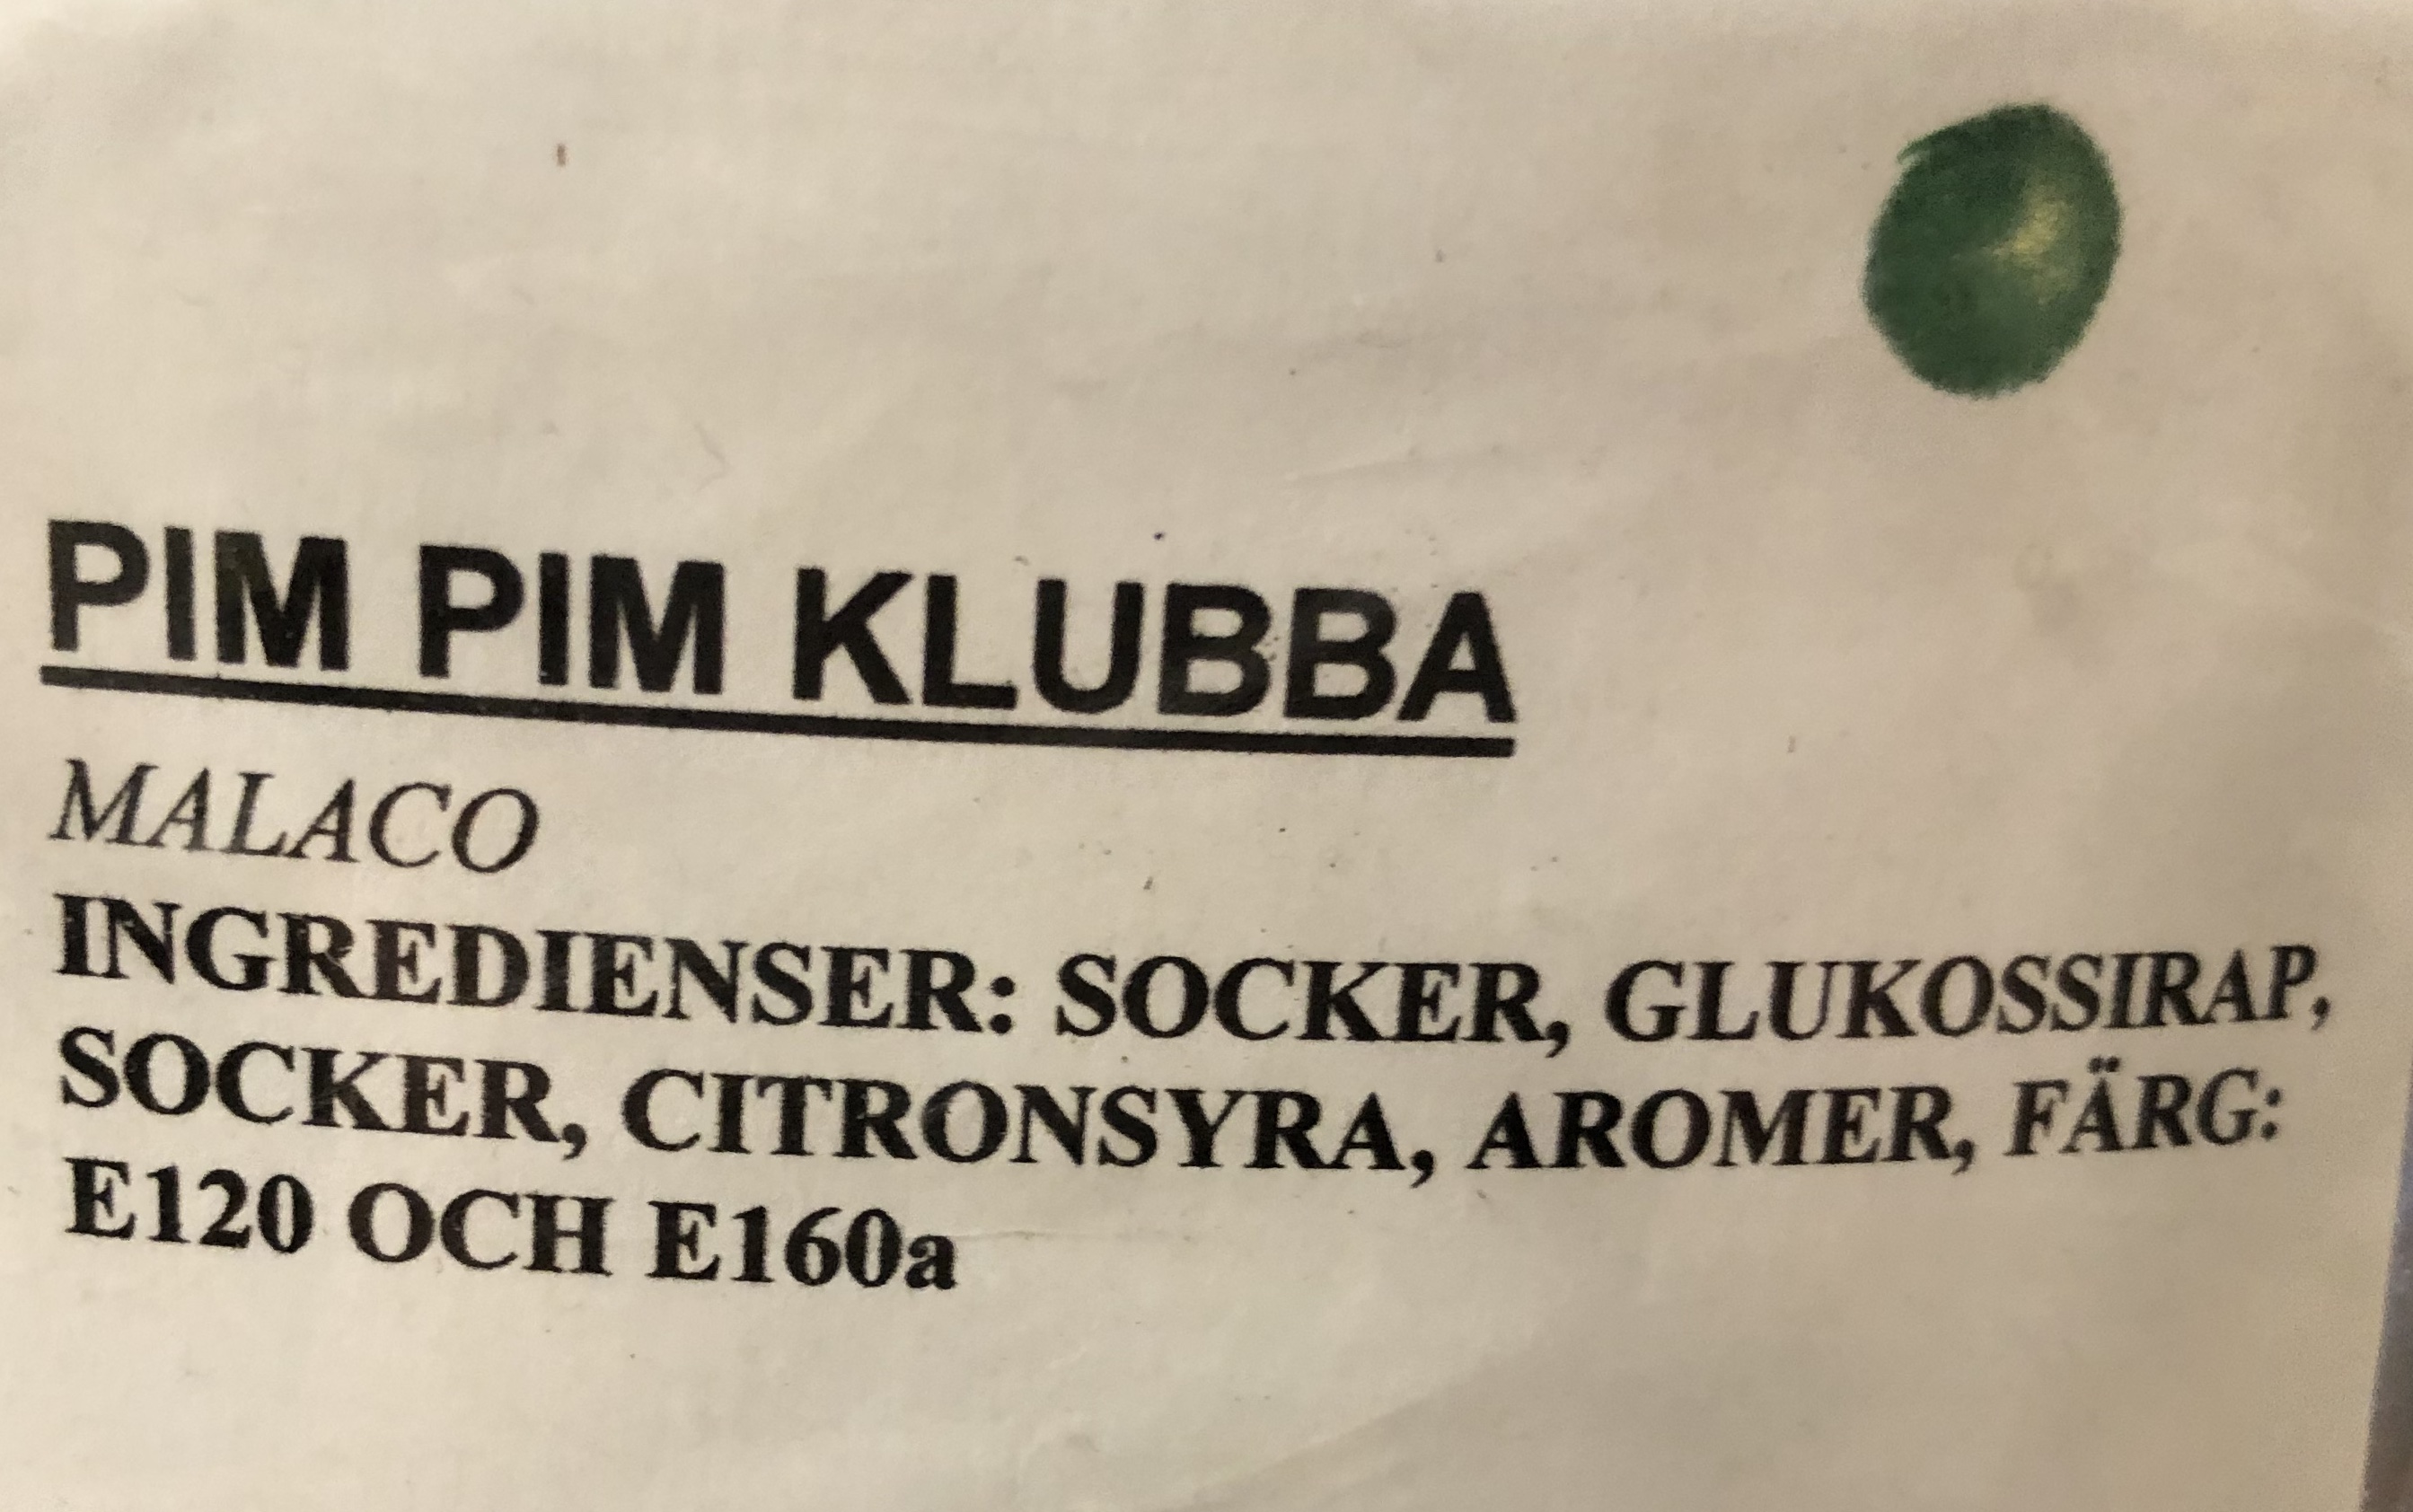 PIM PIM KLUBBA
MALACO
INGREDIENSER: SOCKER, GLUKOSSIRAP,
SOCKER, CITRONSYRA, AROMER, FÄRG:
E120 OCH E160a